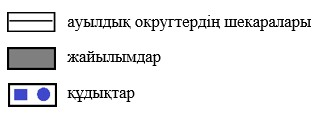 ауылдық округтердің шекаралары
жайылымдар
құдықтар